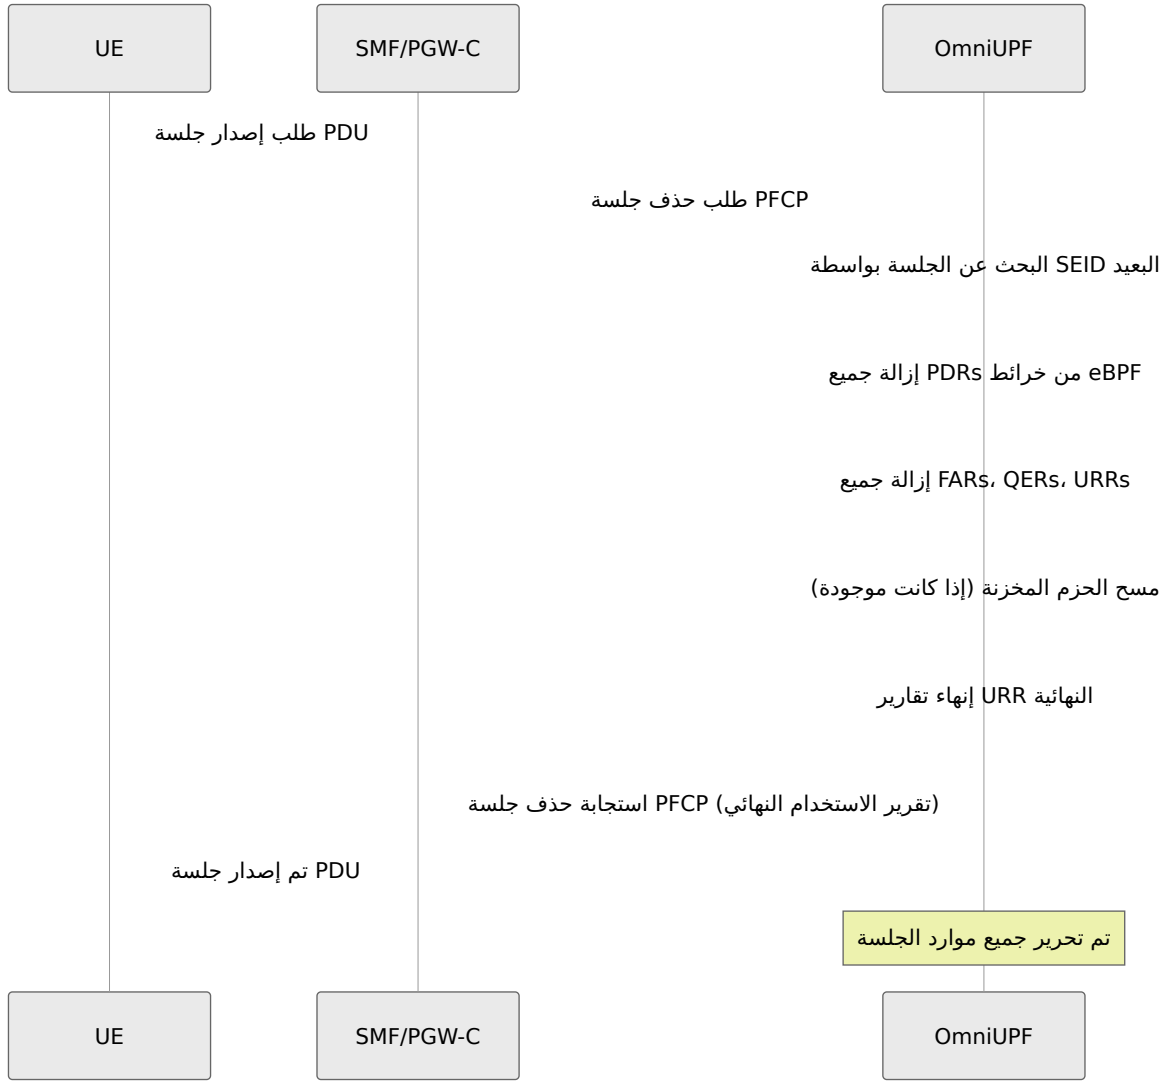 UE
SMF/PGW-C
OmniUPF
طلب إصدار جلسة PDU
طلب حذف جلسة PFCP
البحث عن الجلسة بواسطة SEID البعيد
إزالة جميع PDRs من خرائط eBPF
إزالة جميع FARs، QERs، URRs
مسح الحزم المخزنة (إذا كانت موجودة)
إنهاء تقارير URR النهائية
استجابة حذف جلسة PFCP (تقرير الاستخدام النهائي)
تم إصدار جلسة PDU
تم تحرير جميع موارد الجلسة
UE
SMF/PGW-C
OmniUPF